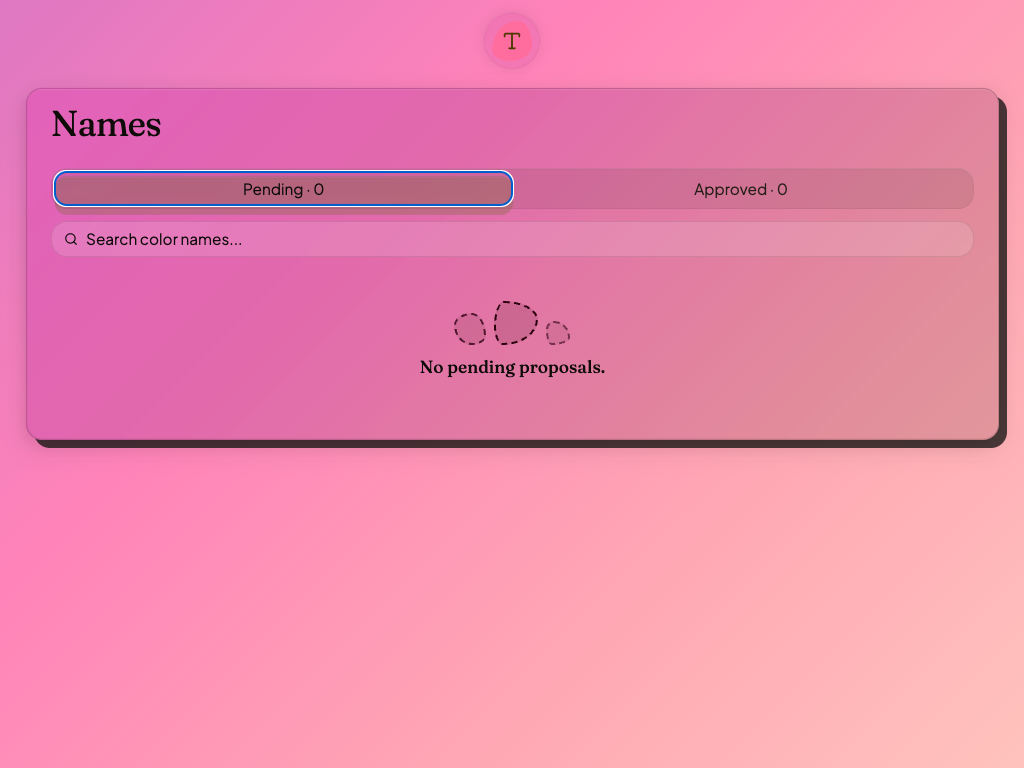 T
Names
Pending · 0
Approved · 0
Search color names...
No pending proposals.